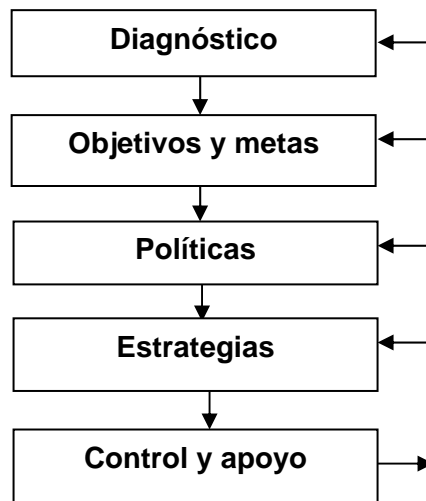 Diagnóstico
Objetivos y metas
Políticas
Estrategias
Control y apoyo